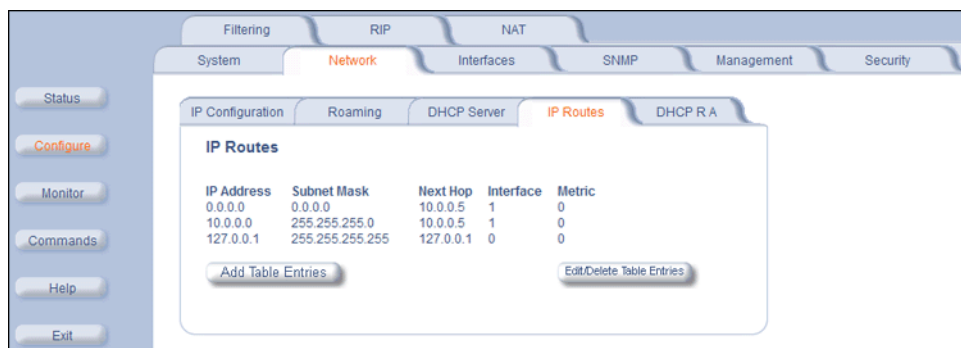 Filtering RIP NAT
System Network Interfaces SNMP Management Security
Status
Configure
Monitor
Commands
Help
Exit
IP Configuration Roaming DHCP Server IP Routes DHCP R A
IP Routes
IP Address Subnet Mask Next Hop Interface Metric
0.0.0.0 0.0.0.0 10.0.0.5 1 0
10.0.0.0 255.255.255.0 10.0.0.5 1 0
127.0.0.1 255.255.255.255 127.0.0.1 0 0
Add Table Entries Edit/Delete Table Entries